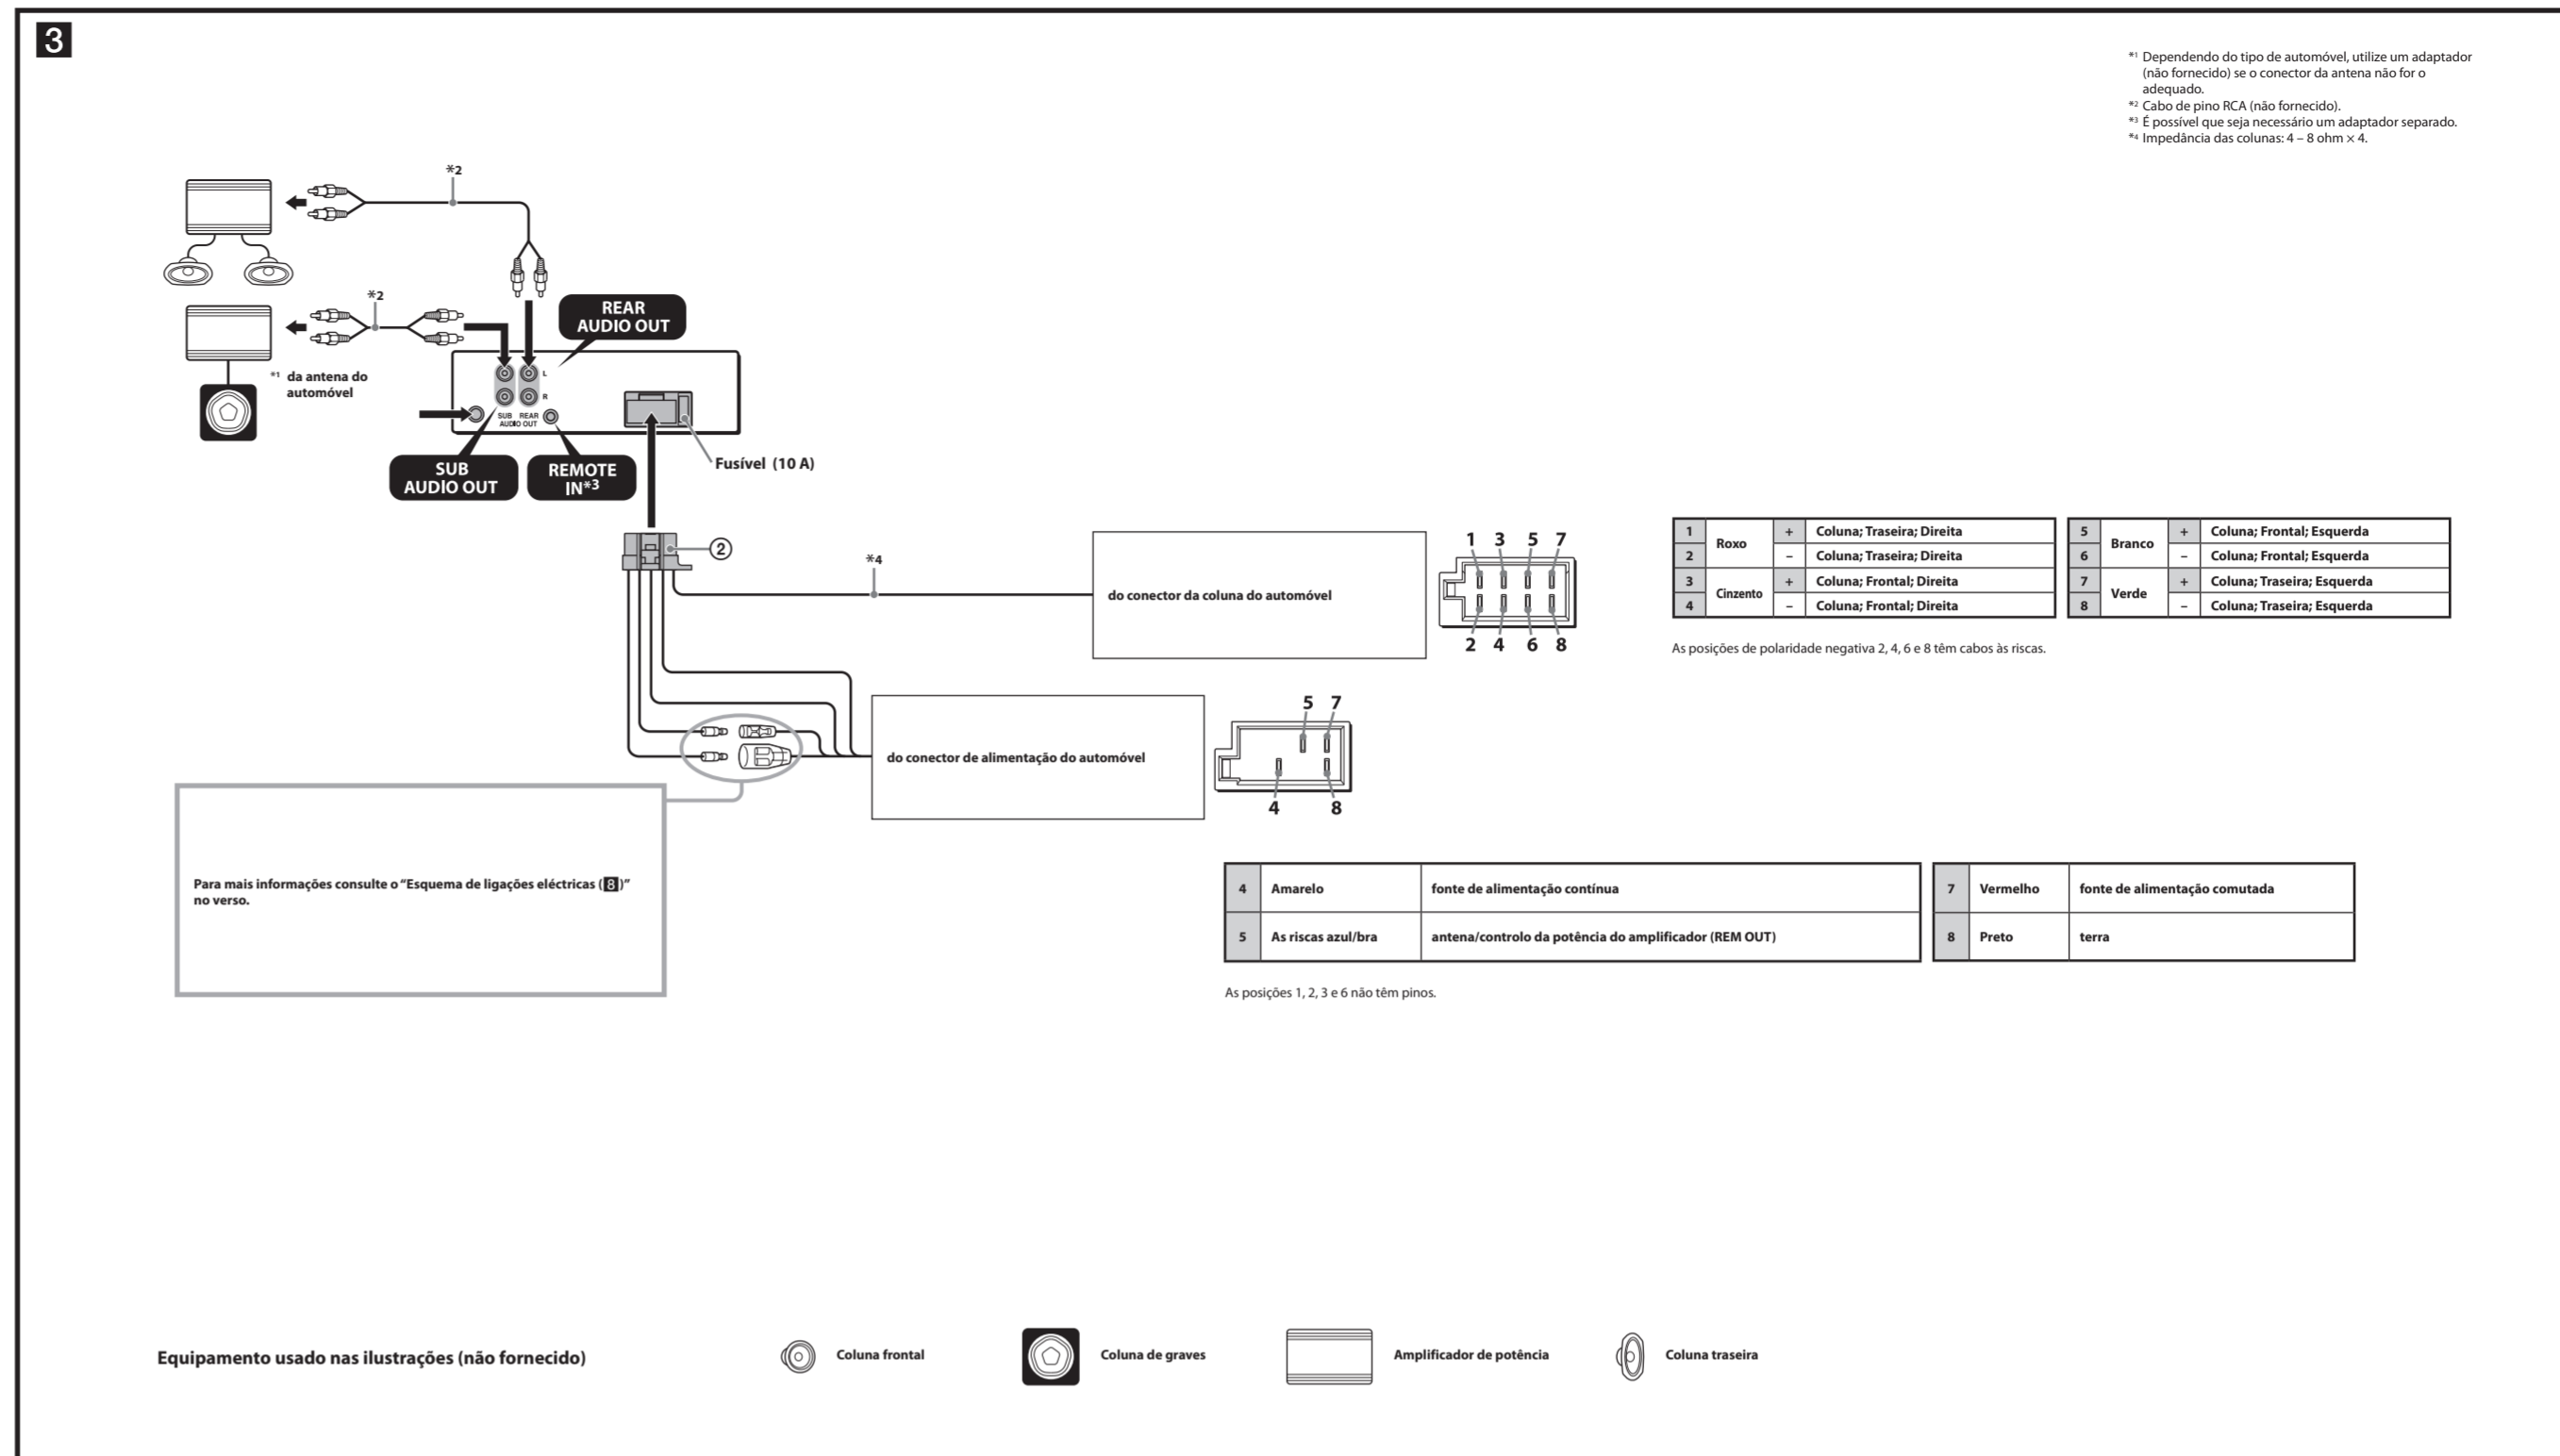 3
*1 Dependendo do tipo de automóvel, utilize um adaptador
(não fornecido) se o conector da antena não for o
adequado.
*2 Cabo de pino RCA (não fornecido).
*3 É possível que seja necessário um adaptador separado.
*4 Impedância das colunas: 4 – 8 ohm × 4.
*2
*2
REAR
AUDIO OUT
*1 da antena do
automóvel
L
R
SUB REAR
AUDIO OUT
SUB
AUDIO OUT
REMOTE
IN*3
Fusível (10 A)
2
*4
do conector da coluna do automóvel
1 3 5 7
2 4 6 8
1 Roxo + Coluna; Traseira; Direita
2 – Coluna; Traseira; Direita
3 Cinzento + Coluna; Frontal; Direita
4 – Coluna; Frontal; Direita
5 Branco + Coluna; Frontal; Esquerda
6 – Coluna; Frontal; Esquerda
7 Verde + Coluna; Traseira; Esquerda
8 – Coluna; Traseira; Esquerda
As posições de polaridade negativa 2, 4, 6 e 8 têm cabos às riscas.
do conector de alimentação do automóvel
5 7
4 8
Para mais informações consulte o “Esquema de ligações eléctricas (8)”
no verso.
4 Amarelo fonte de alimentação contínua
5 As riscas azul/bra antena/controlo da potência do amplificador (REM OUT)
7 Vermelho fonte de alimentação comutada
8 Preto terra
As posições 1, 2, 3 e 6 não têm pinos.
Equipamento usado nas ilustrações (não fornecido)
Coluna frontal
Coluna de graves
Amplificador de potência
Coluna traseira